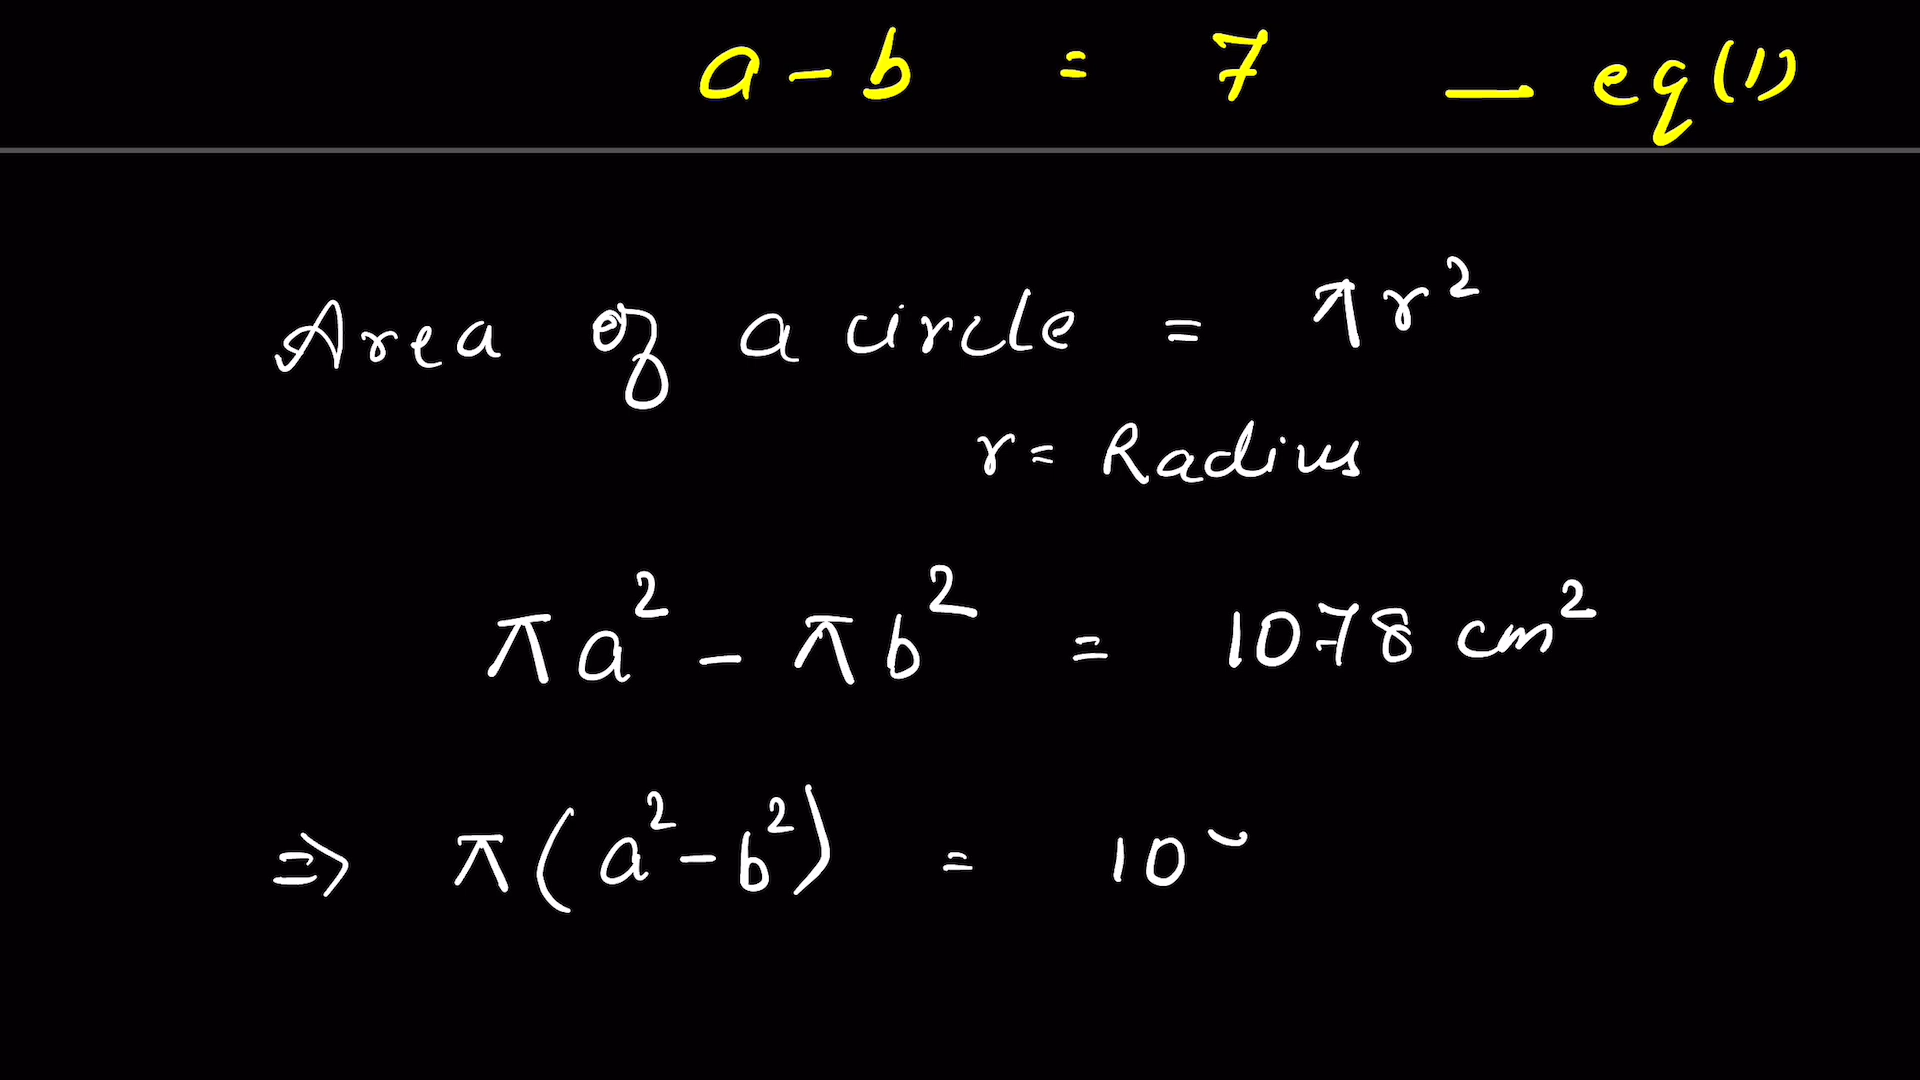 a - b = 7 — eq(1)
Area of a circle = πr²
r = Radius
πa² - πb² = 1078 cm²
⇒ π(a² - b²) = 10